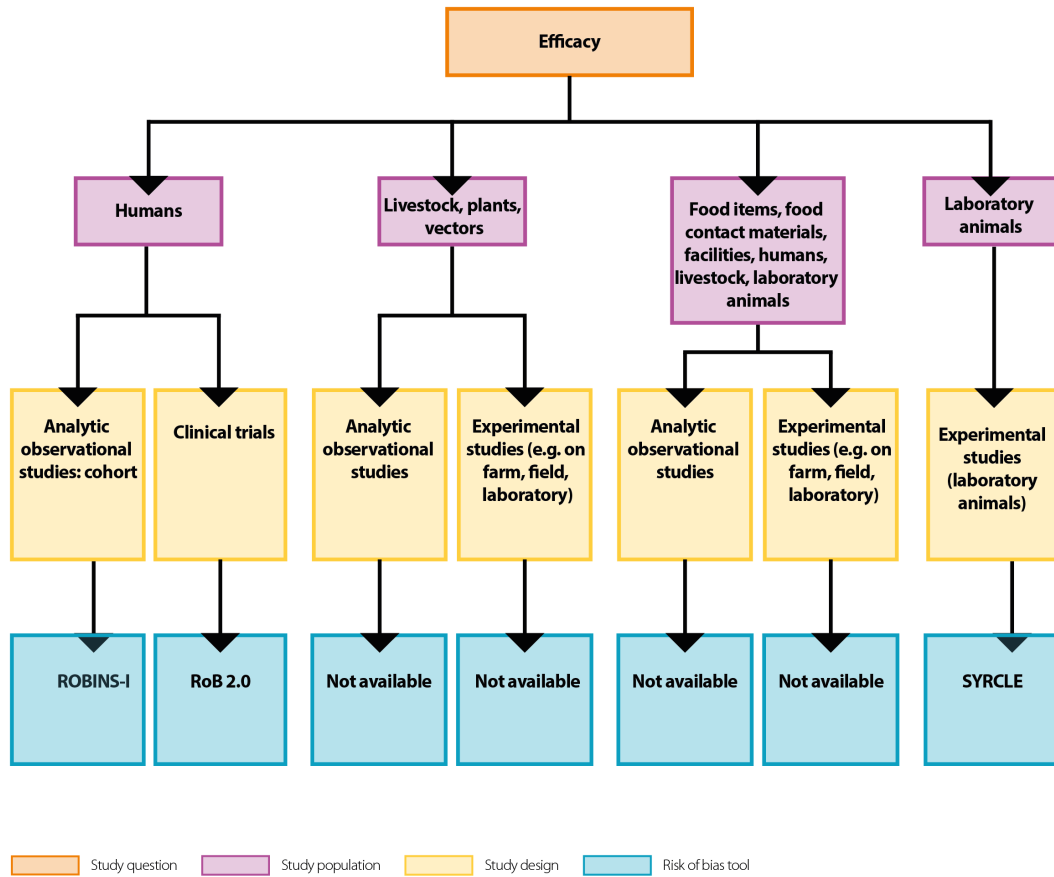 Efficacy
Humans
Livestock, plants,
vectors
Food items, food
contact materials,
facilities, humans,
livestock, laboratory
animals
Laboratory
animals
Analytic
observational
studies: cohort
Clinical trials
Analytic
observational
studies
Experimental
studies (e.g. on
farm, field,
laboratory)
Analytic
observational
studies
Experimental
studies (e.g. on
farm, field,
laboratory)
Experimental
studies
(laboratory
animals)
ROBINS-I
RoB 2.0
Not available
Not available
Not available
Not available
SYRCLE
Study question
Study population
Study design
Risk of bias tool